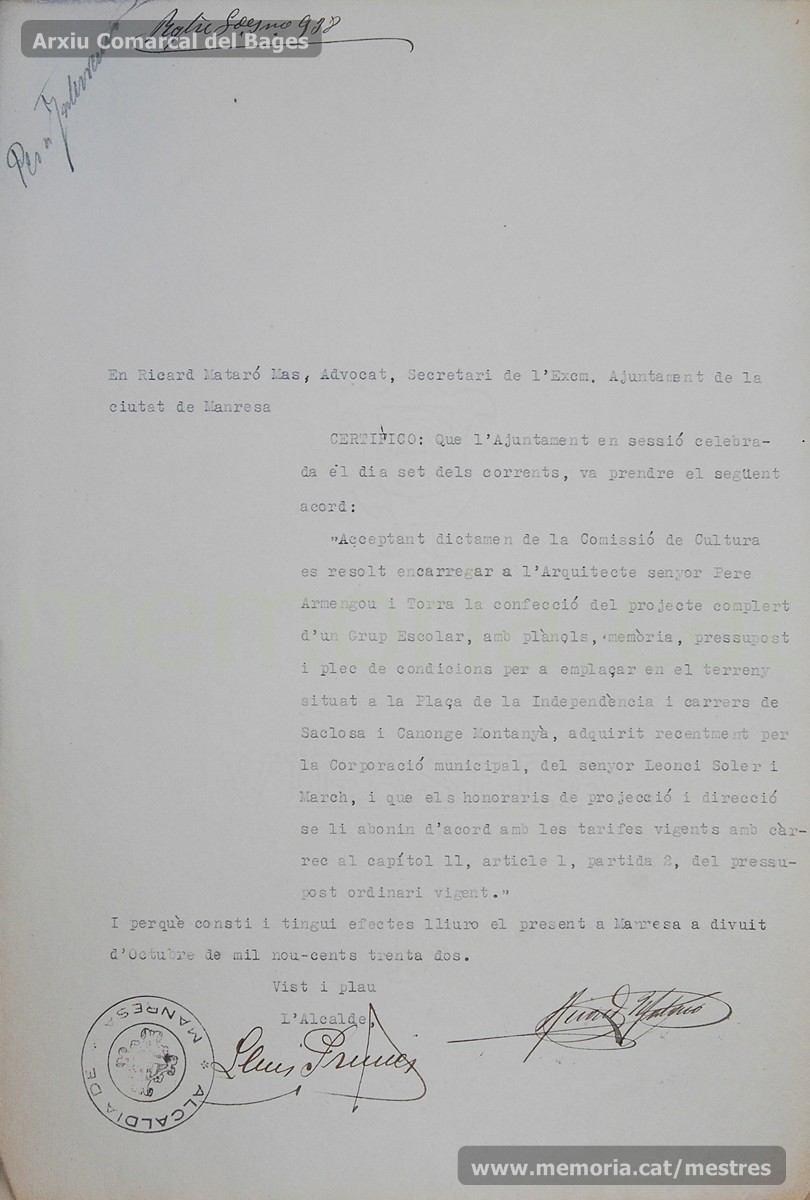 Arxiu Comarcal del Bages
938
Per a
En Ricard Mataró Mas, Advocat, Secretari de l'Excm. Ajuntament de la
ciutat de Manresa
CERTIFICO: Que l'Ajuntament en sessió celebra-
da el dia set dels corrents, va prendre el següent
acord:
"Acceptant dictamen de la Comissió de Cultura
es resolt encarregar a l'Arquitecte senyor Pere
Armengou i Torra la confecció del projecte complert
d'un Grup Escolar, amb plànols, memòria, pressupost
i plec de condicions per a emplaçar en el terreny
situat a la Plaça de la Independència i carrers de
Saclosa i Canonge Montanyà, adquirit recentment per
la Corporació municipal, del senyor Leonci Soler i
March, i que els honoraris de projecció i direcció
se li abonin d'acord amb les tarifes vigents amb càr-
rec al capítol 11, article 1, partida 2, del pressu-
post ordinari vigent."
I perquè consti i tingui efectes lliuro el present a Manresa a divuit
d'Octubre de mil nou-cents trenta dos.
Vist i plau
L'Alcalde,
Ricard Mataró
Lluis Prunés
* ALCALDIA DE MANRESA
www.memoria.cat/mestres